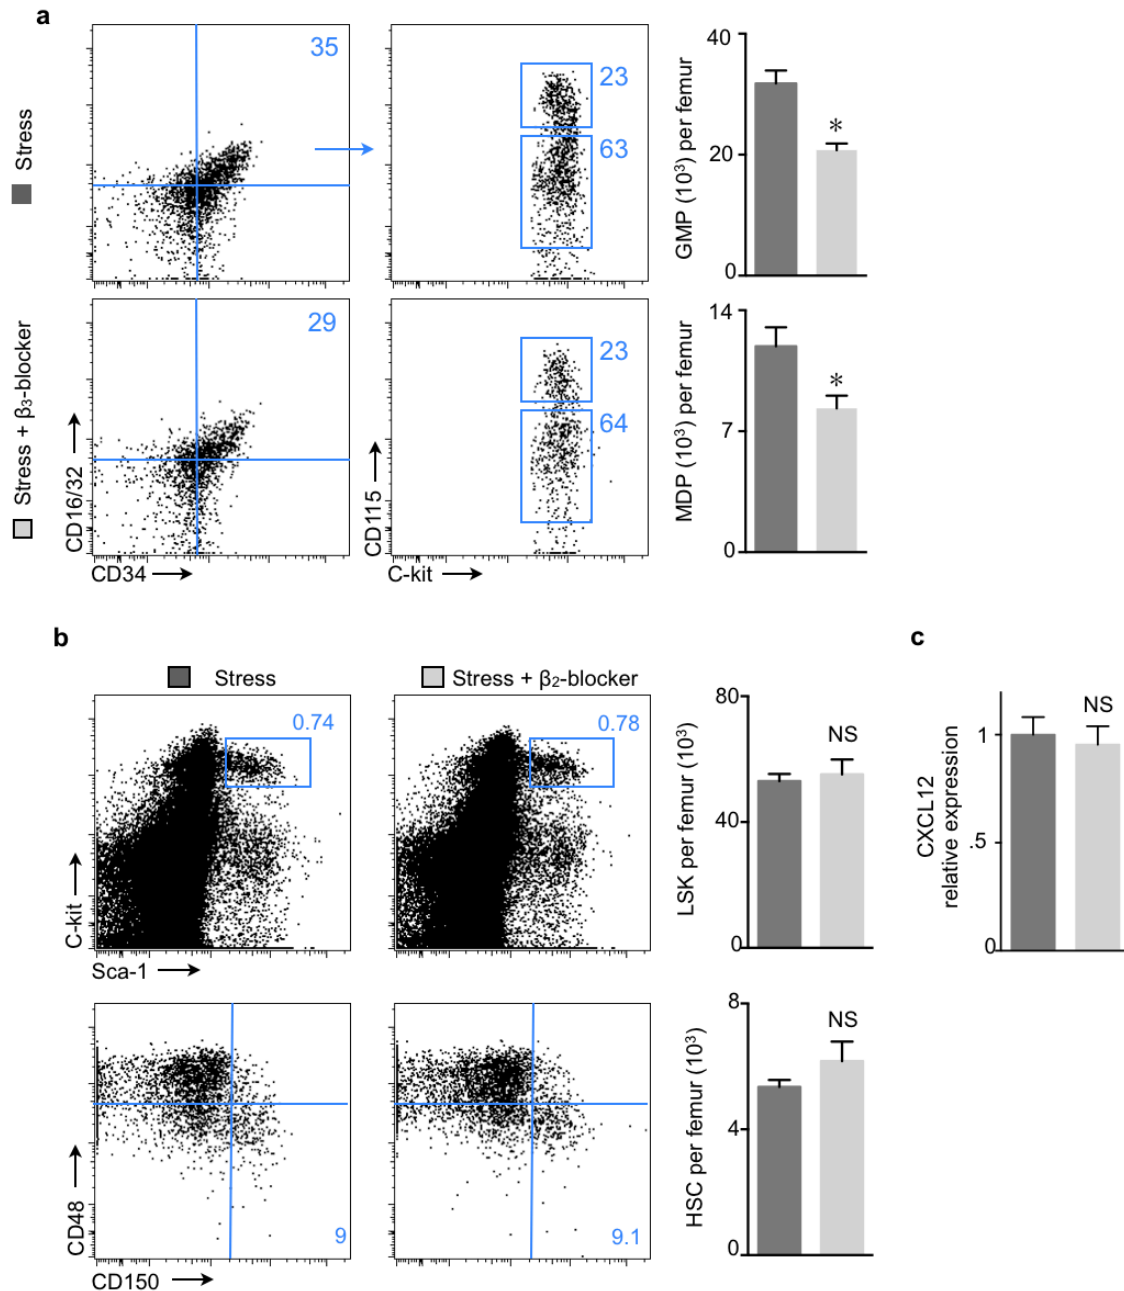 a
Stress
35
23
63
GMP (10³) per femur
40
20
0
*
Stress + β₃-blocker
29
23
64
CD16/32
CD34
CD115
C-kit
MDP (10³) per femur
14
7
0
*
b
Stress
Stress + β₂-blocker
0.74
0.78
C-kit
Sca-1
LSK per femur (10³)
80
40
0
NS
9
9.1
CD48
CD150
HSC per femur (10³)
8
4
0
NS
c
CXCL12
relative expression
1
.5
0
NS